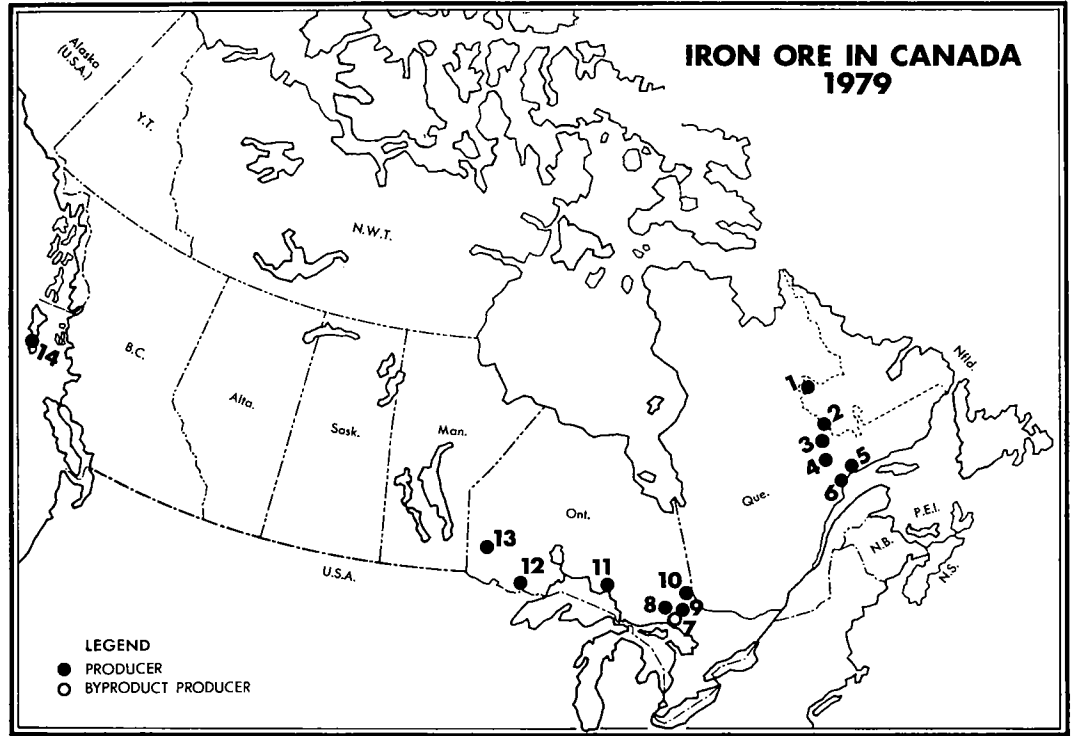 IRON ORE IN CANADA
1979
Alaska
(U.S.A.)
Y.T.
N.W.T.
B.C.
Alta.
Sask.
Man.
Ont.
Que.
Nfld.
P.E.I.
N.B.
N.S.
U.S.A.
1
2
3
4
5
6
7
8
9
10
11
12
13
14
LEGEND
PRODUCER
BYPRODUCT PRODUCER